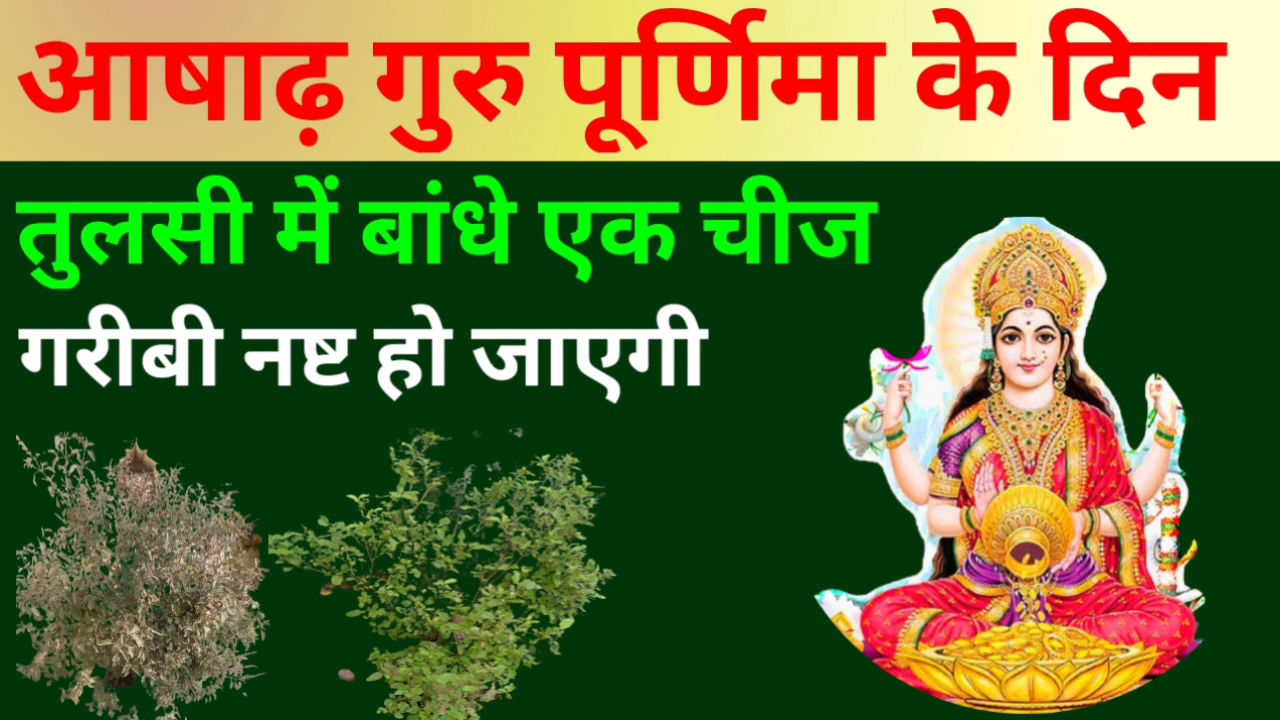 आषाढ़ गुरु पूर्णिमा के दिन
तुलसी में बांधे एक चीज
गरीबी नष्ट हो जाएगी